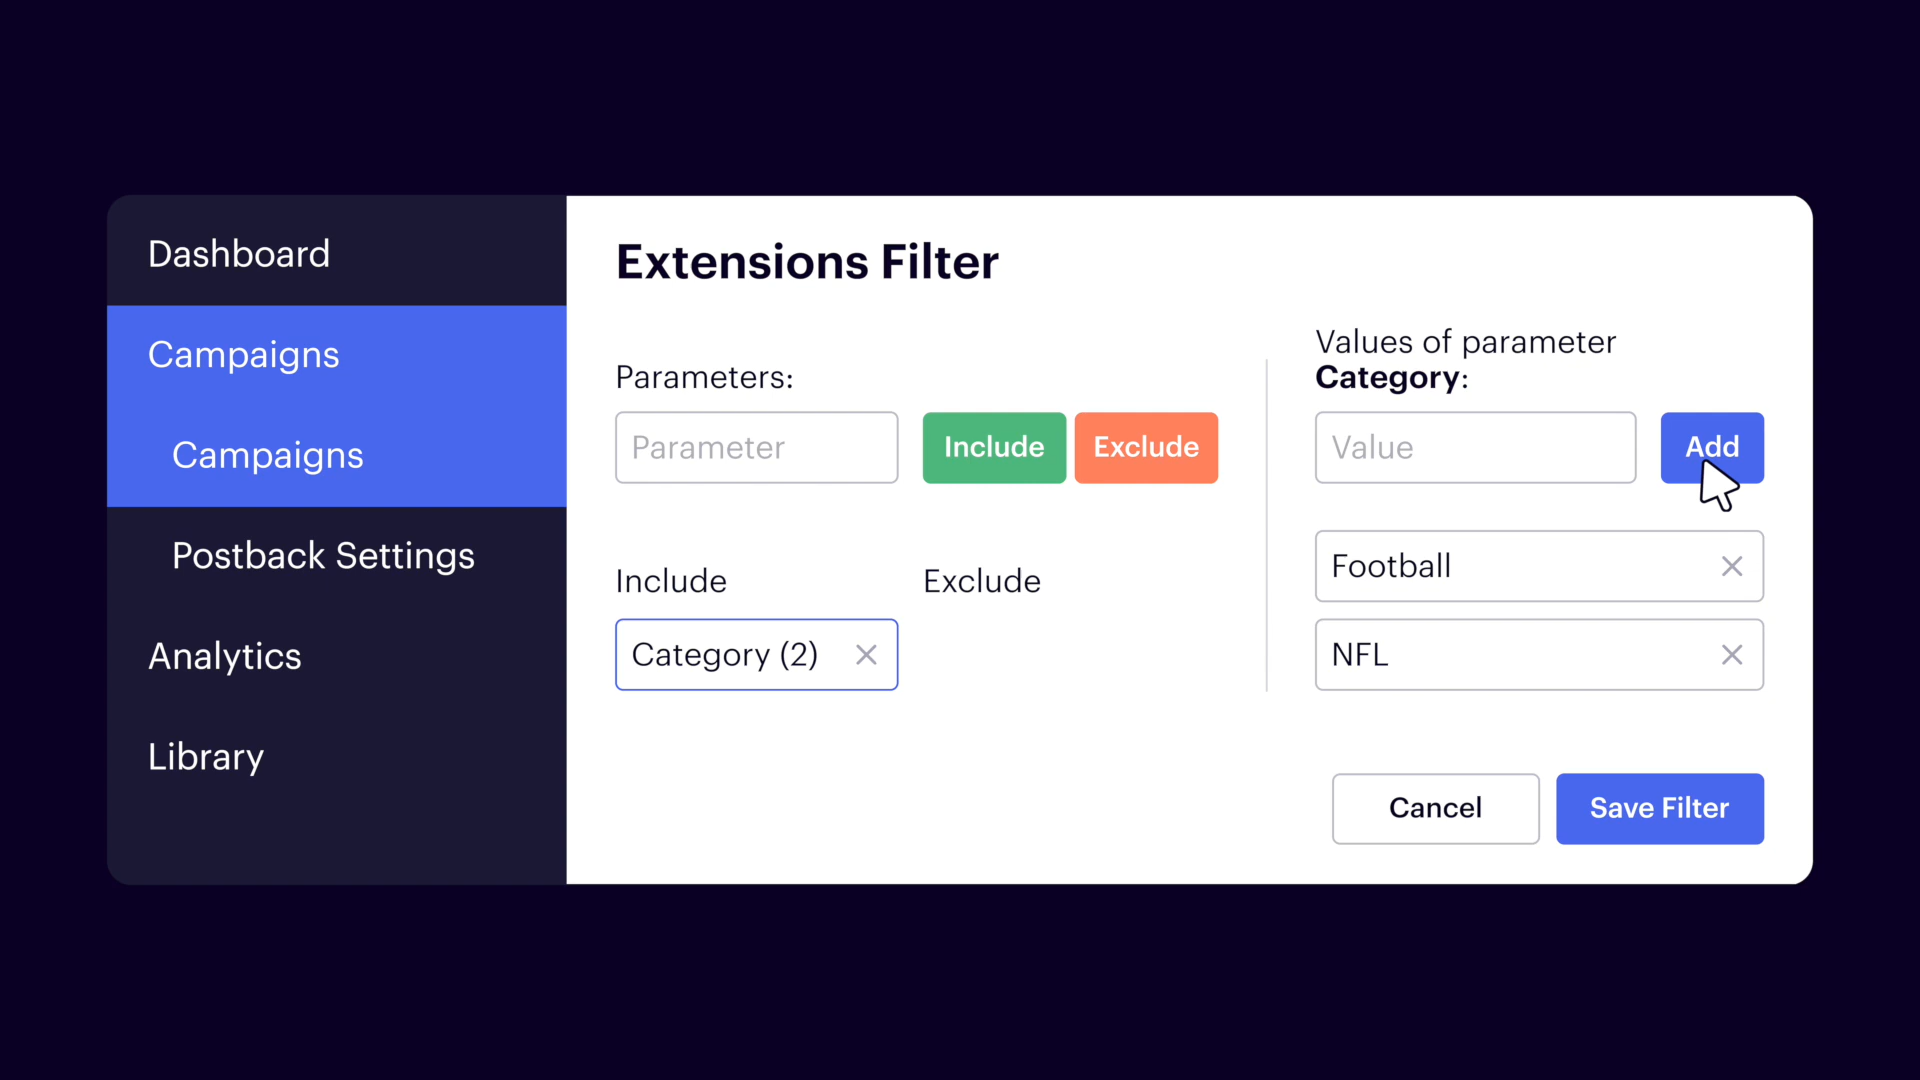 Dashboard
Campaigns
Campaigns
Postback Settings
Analytics
Library
Extensions Filter
Parameters:
Parameter
Include
Exclude
Include
Exclude
Category (2)
Values of parameter
Category:
Value
Add
Football
NFL
Cancel
Save Filter